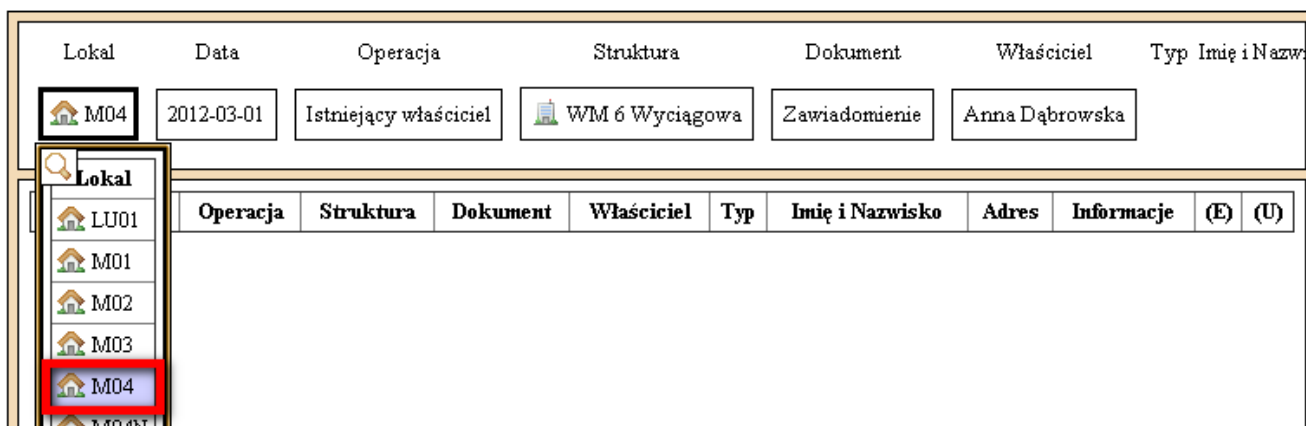 Lokal Data Operacja Struktura Dokument Właściciel Typ Imię i Nazw
M04 2012-03-01 Istniejący właściciel WM 6 Wyciągowa Zawiadomienie Anna Dąbrowska
Lokal
Operacja Struktura Dokument Właściciel Typ Imię i Nazwisko Adres Informacje (E) (U)
LU01
M01
M02
M03
M04
M04N